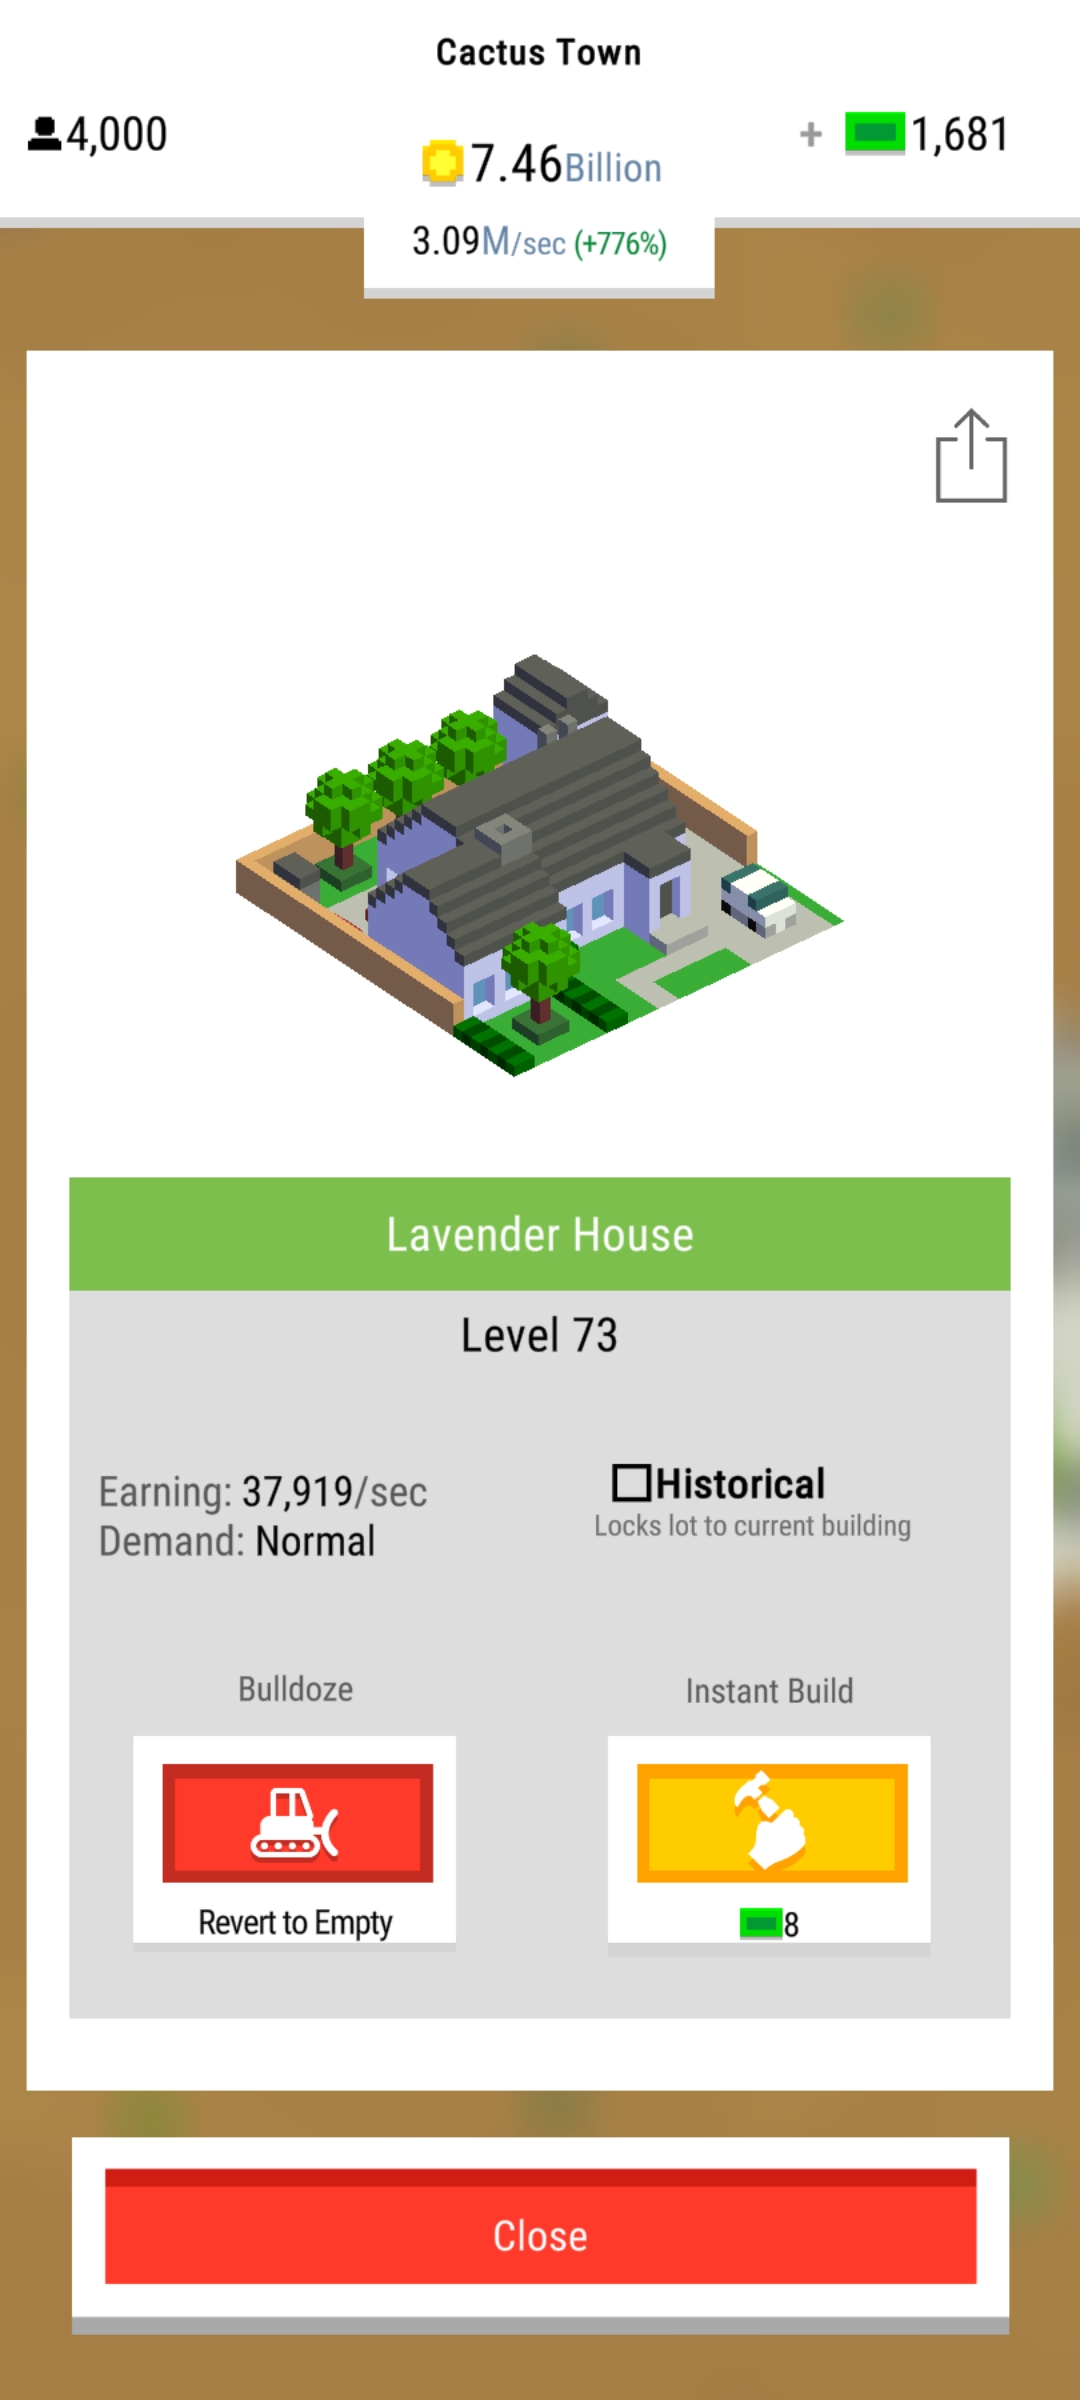 Cactus Town
4,000
7.46Billion
+ 1,681
3.09M/sec (+776%)
Lavender House
Level 73
Earning: 37,919/sec
Demand: Normal
Historical
Locks lot to current building
Bulldoze
Instant Build
Revert to Empty
8
Close